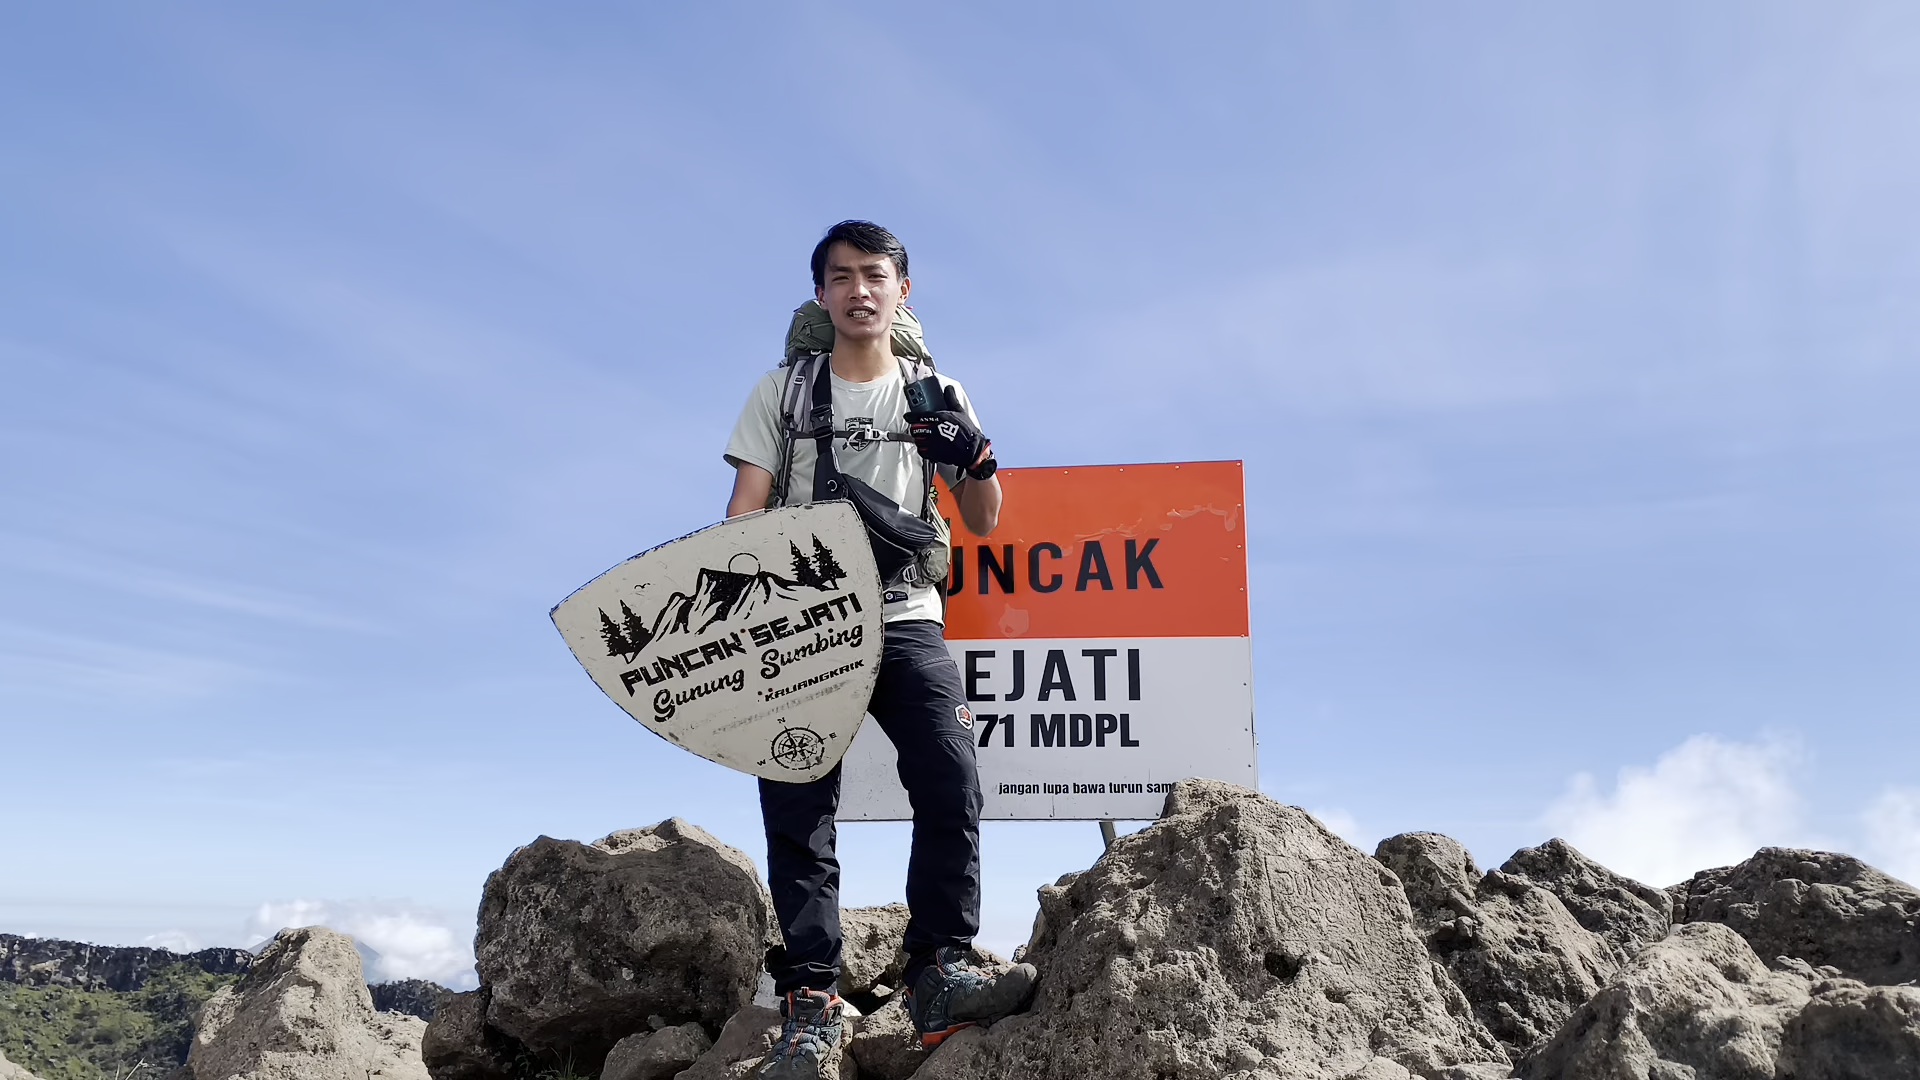 PUNCAK SEJATI
Gunung Sumbing
KALIANGKRIK
N
E
W
S
UNCAK
EJATI
71 MDPL
jangan lupa bawa turun sam